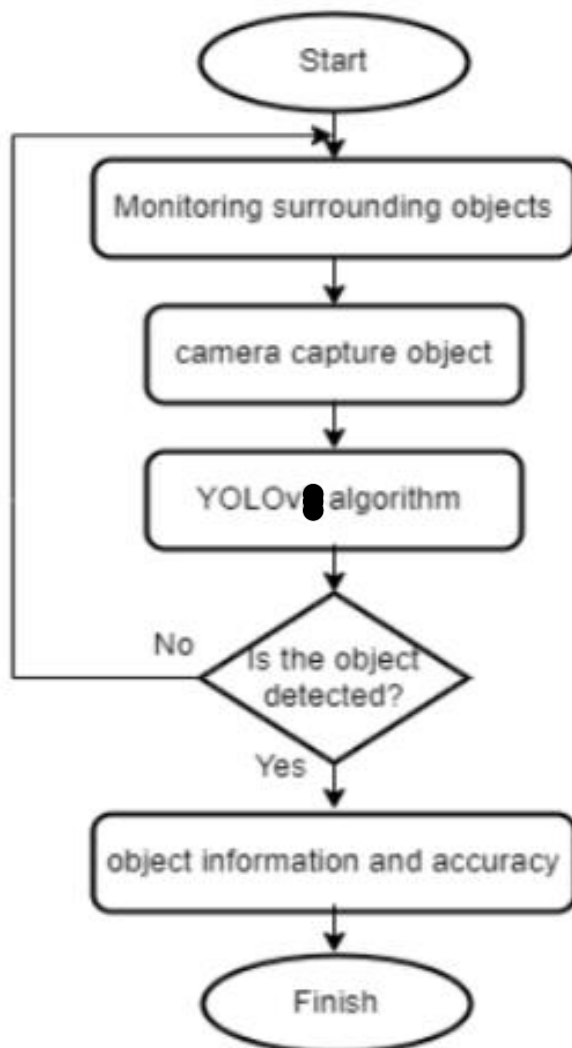 Start
Monitoring surrounding objects
camera capture object
algorithm
No
Is the object
detected?
Yes
object information and accuracy
Finish